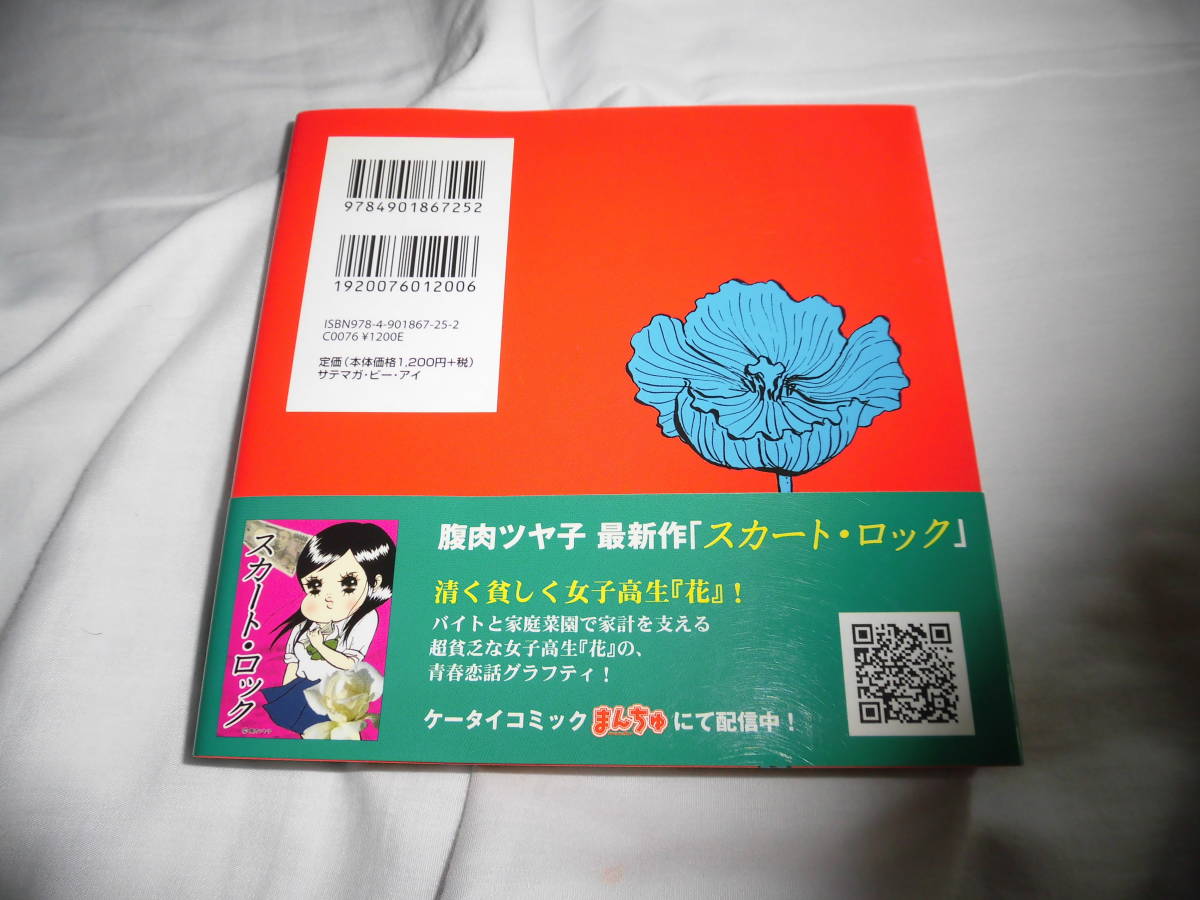 9784901867252
1920076012006
ISBN978-4-901867-25-2
C0076 ¥1200E
定価(本体価格1,200円+税)
サテマガ・ビー・アイ
スカート・ロック
腹肉ツヤ子 最新作「スカート・ロック」
清く貧しく女子高生『花』!
バイトと家庭菜園で家計を支える
超貧乏な女子高生『花』の、
青春恋話グラフティ!
ケータイコミック まんちゅ にて配信中!